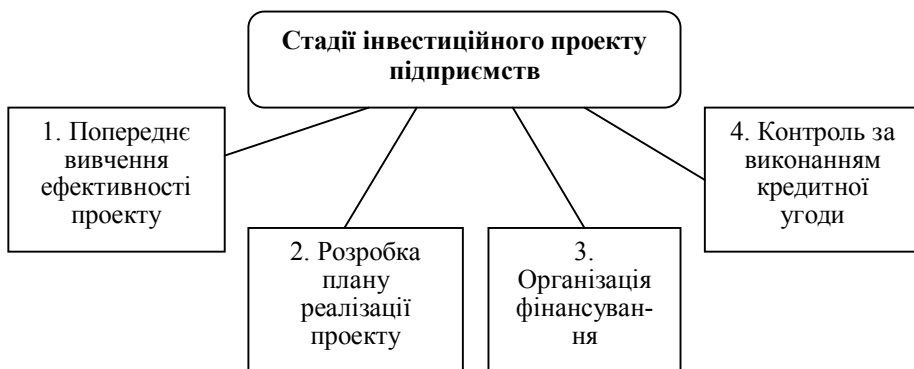 Стадії інвестиційного проекту
підприємств
1. Попереднє
вивчення
ефективності
проекту
2. Розробка
плану
реалізації
проекту
3.
Організація
фінансуван-
ня
4. Контроль за
виконанням
кредитної
угоди